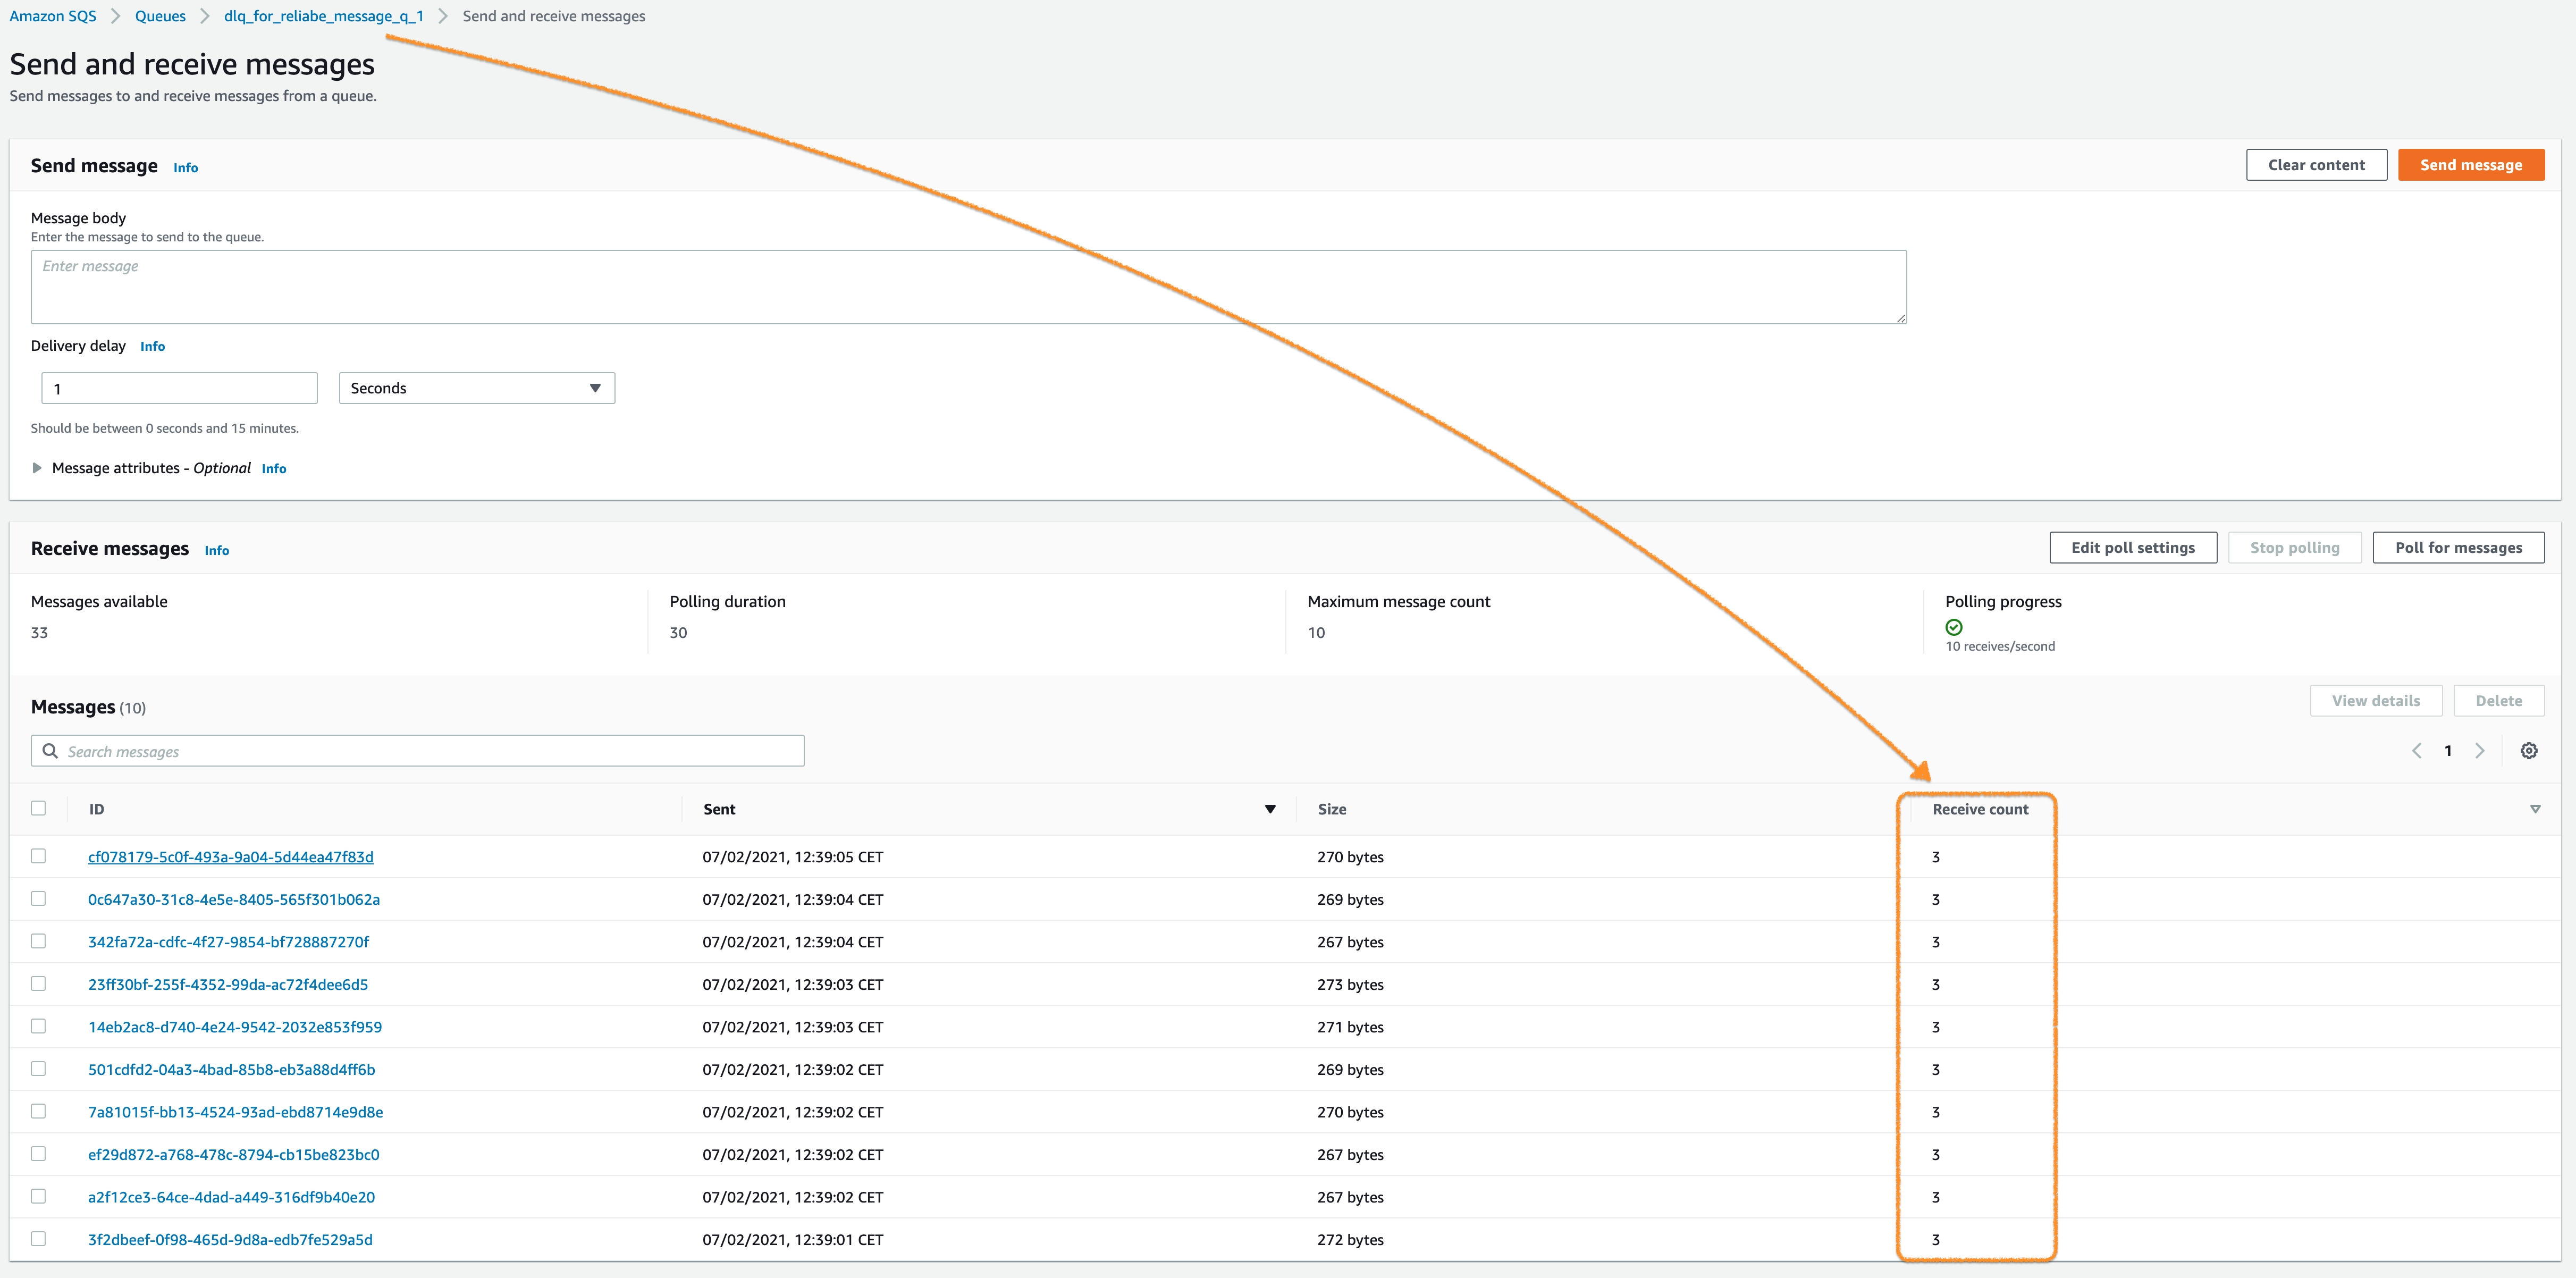 Amazon SQS > Queues > dlq_for_reliabe_message_q_1 > Send and receive messages
Send and receive messages
Send messages to and receive messages from a queue.
Send message Info Clear content Send message
Message body
Enter the message to send to the queue.
Enter message
Delivery delay Info
1 Seconds
Should be between 0 seconds and 15 minutes.
Message attributes - Optional Info
Receive messages Info Edit poll settings Stop polling Poll for messages
Messages available Polling duration Maximum message count Polling progress
33 30 10
10 receives/second
Messages (10) View details Delete
Search messages 1
ID Sent Size Receive count
cf078179-5c0f-493a-9a04-5d44ea47f83d 07/02/2021, 12:39:05 CET 270 bytes 3
0c647a30-31c8-4e5e-8405-565f301b062a 07/02/2021, 12:39:04 CET 269 bytes 3
342fa72a-cdfc-4f27-9854-bf728887270f 07/02/2021, 12:39:04 CET 267 bytes 3
23ff30bf-255f-4352-99da-ac72f4dee6d5 07/02/2021, 12:39:03 CET 273 bytes 3
14eb2ac8-d740-4e24-9542-2032e853f959 07/02/2021, 12:39:03 CET 271 bytes 3
501cdfd2-04a3-4bad-85b8-eb3a88d4ff6b 07/02/2021, 12:39:02 CET 269 bytes 3
7a81015f-bb13-4524-93ad-ebd8714e9d8e 07/02/2021, 12:39:02 CET 270 bytes 3
ef29d872-a768-478c-8794-cb15be823bc0 07/02/2021, 12:39:02 CET 267 bytes 3
a2f12ce3-64ce-4dad-a449-316df9b40e20 07/02/2021, 12:39:02 CET 267 bytes 3
3f2dbeef-0f98-465d-9d8a-edb7fe529a5d 07/02/2021, 12:39:01 CET 272 bytes 3